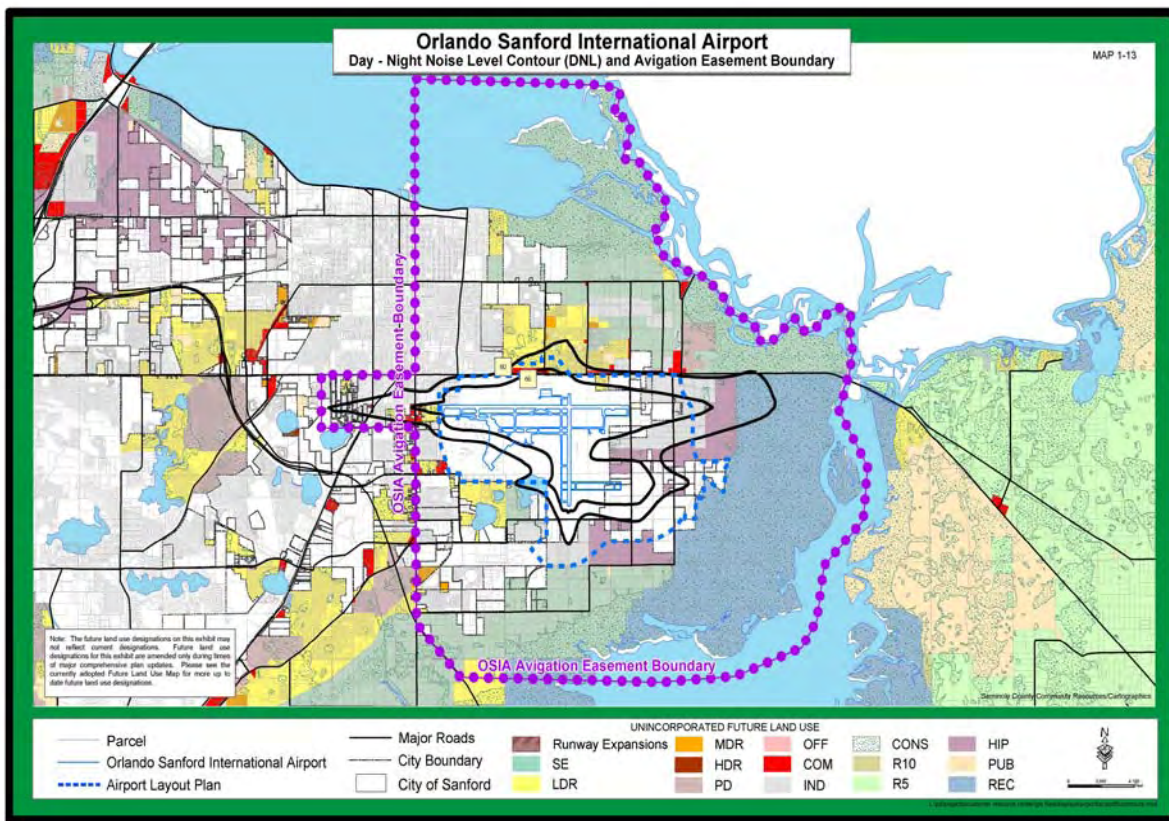 Orlando Sanford International Airport
Day - Night Noise Level Contour (DNL) and Avigation Easement Boundary
MAP 1-13
OSIA Avigation Easement-Boundary
OSIA Avigation Easement Boundary
Note: The future land use designations on this exhibit may
not reflect current designations. Future land use
designations for this exhibit are amended only during times
of major comprehensive plan updates. Please see the
currently adopted Future Land Use Map for more up to
date future land use designations.
Seminole County Community Resources/Cartographics
UNINCORPORATED FUTURE LAND USE
Parcel
Orlando Sanford International Airport
Airport Layout Plan
Major Roads
City Boundary
City of Sanford
Runway Expansions
SE
LDR
MDR
HDR
PD
OFF
COM
IND
CONS
R10
R5
HIP
PUB
REC
N
0